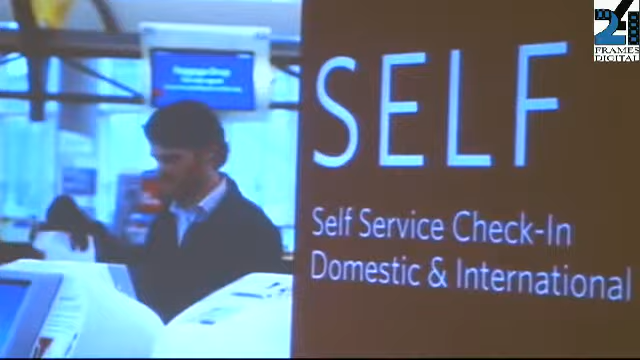 24
FRAMES
DIGITAL
SELF
Self Service Check-In
Domestic & International